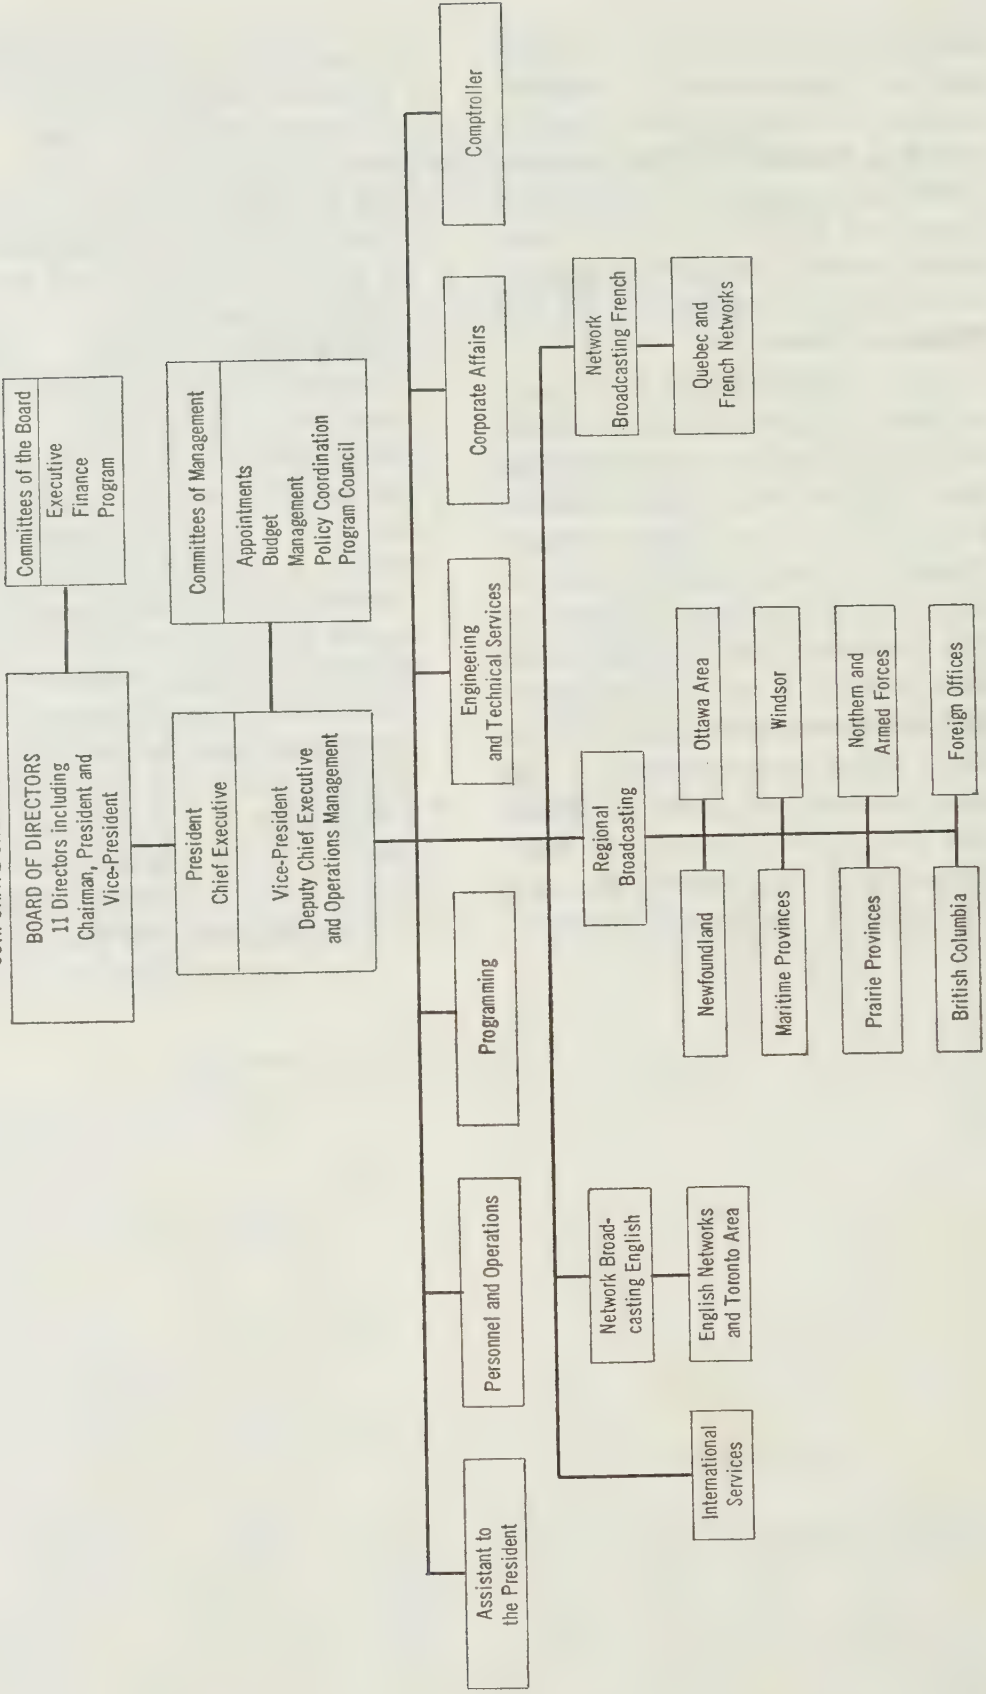 BOARD OF DIRECTORS
11 Directors including
Chairman, President and
Vice-President
Committees of the Board
Executive
Finance
Program
President
Chief Executive
Vice-President
Deputy Chief Executive
and Operations Management
Committees of Management
Appointments
Budget
Management
Policy Coordination
Program Council
Assistant to
the President
Personnel and Operations
Programming
Engineering
and Technical Services
Corporate Affairs
Comptroller
International
Services
Network Broad-
casting English
English Networks
and Toronto Area
Regional
Broadcasting
Newfoundland
Ottawa Area
Maritime Provinces
Windsor
Prairie Provinces
Northern and
Armed Forces
British Columbia
Foreign Offices
Network
Broadcasting French
Quebec and
French Networks